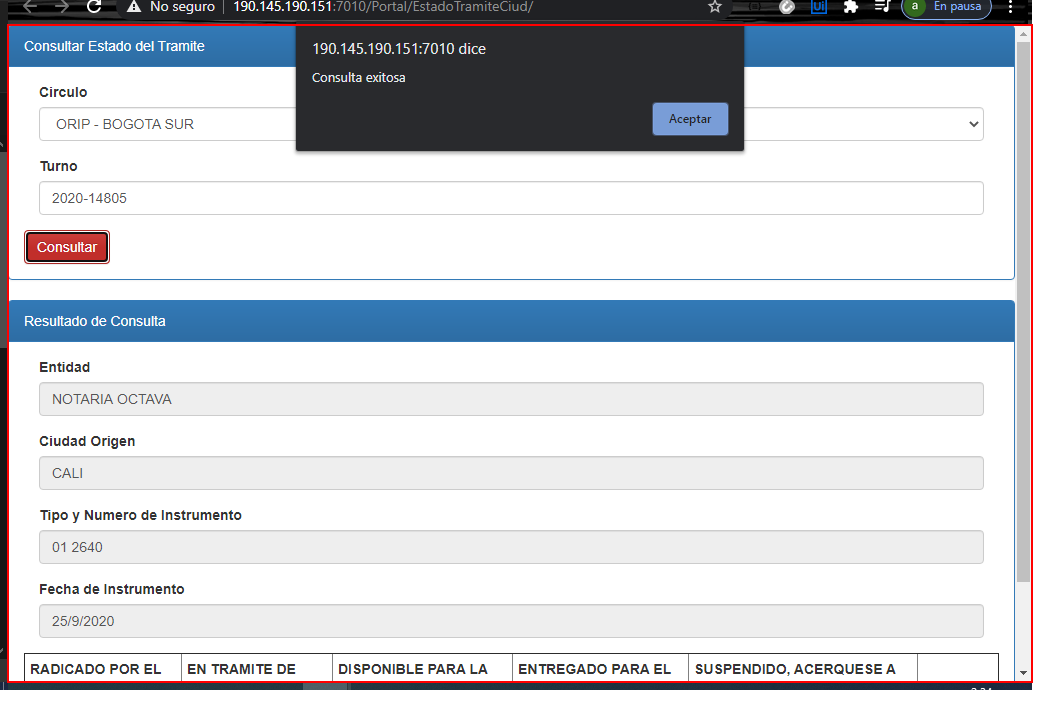 No seguro 190.145.190.151:7010/Portal/EstadoTramiteCiud/ Ui a En pausa
Consultar Estado del Tramite
190.145.190.151:7010 dice
Consulta exitosa
Aceptar
Circulo
ORIP - BOGOTA SUR
Turno
2020-14805
Consultar
Resultado de Consulta
Entidad
NOTARIA OCTAVA
Ciudad Origen
CALI
Tipo y Numero de Instrumento
01 2640
Fecha de Instrumento
25/9/2020
RADICADO POR EL EN TRAMITE DE DISPONIBLE PARA LA ENTREGADO PARA EL SUSPENDIDO, ACERQUESE A